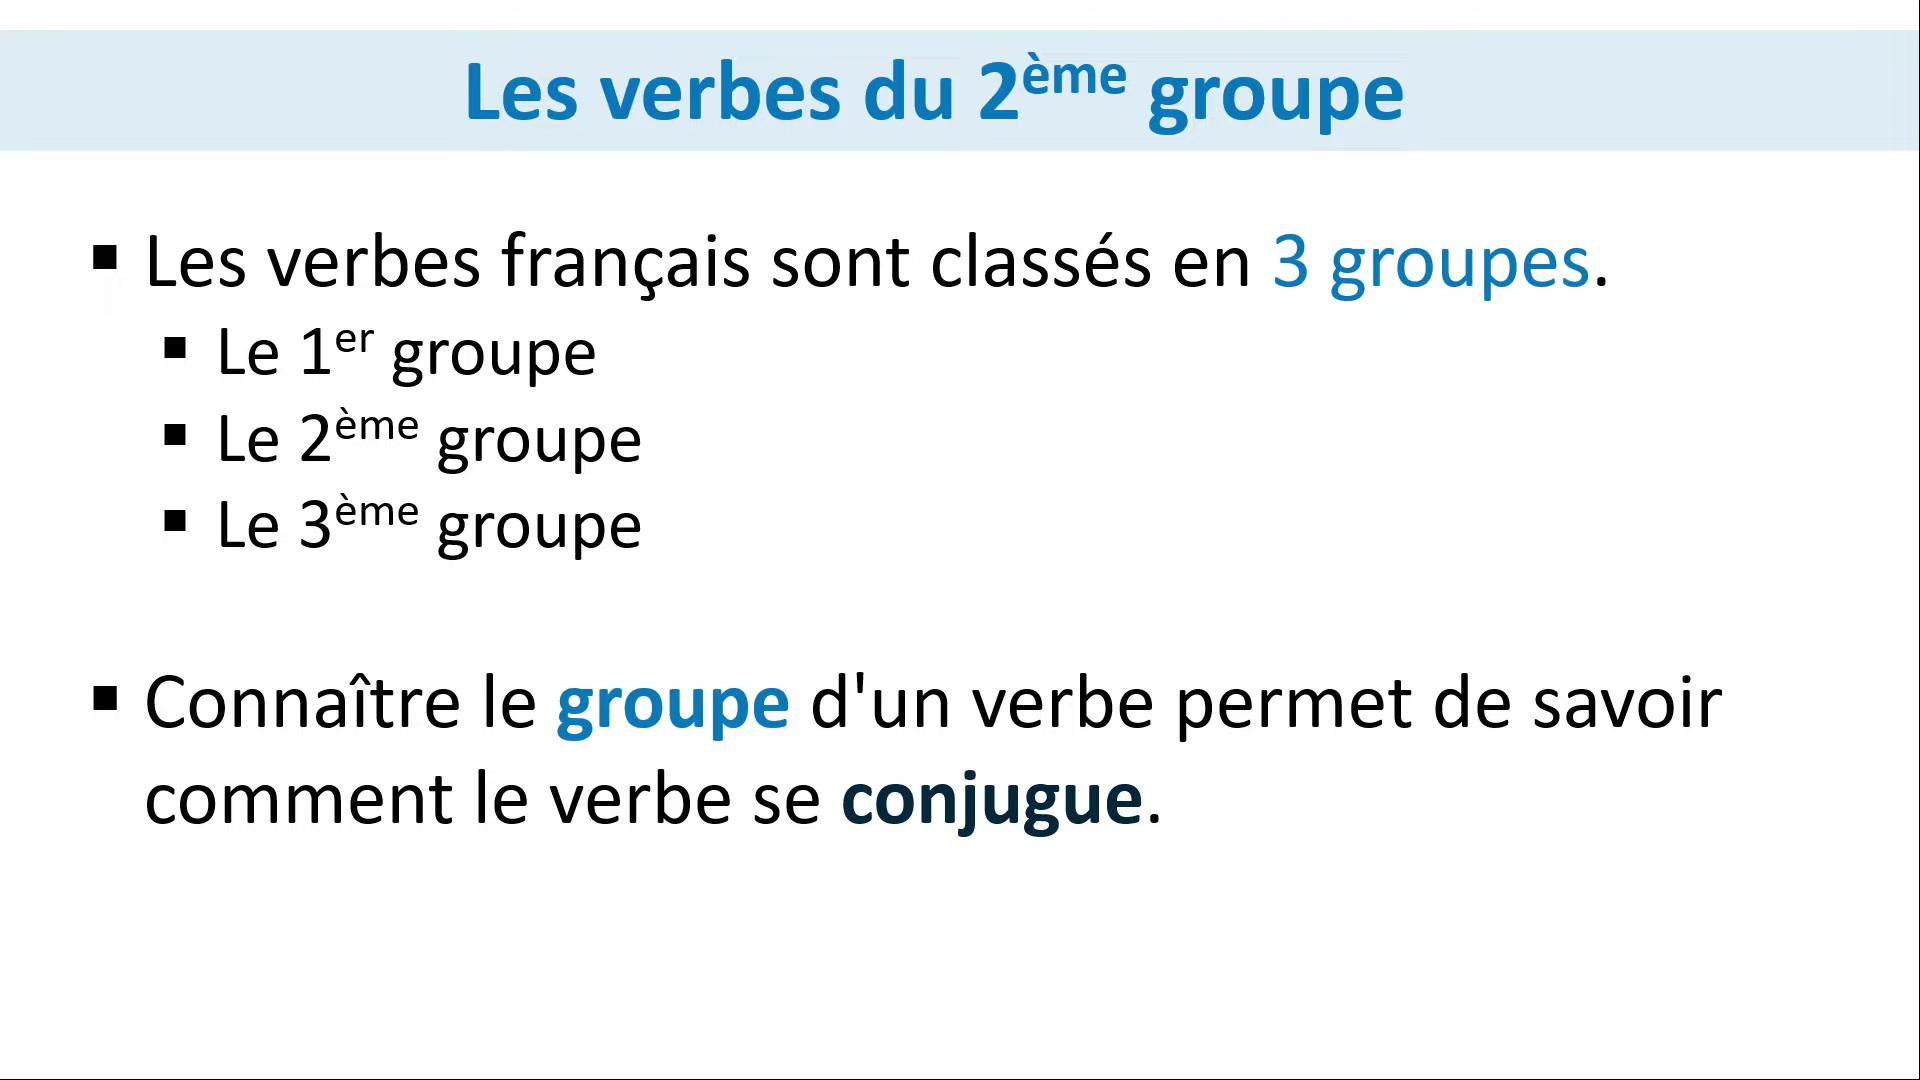 Les verbes du 2ème groupe
▪ Les verbes français sont classés en 3 groupes.
▪ Le 1er groupe
▪ Le 2ème groupe
▪ Le 3ème groupe
▪ Connaître le groupe d'un verbe permet de savoir
comment le verbe se conjugue.